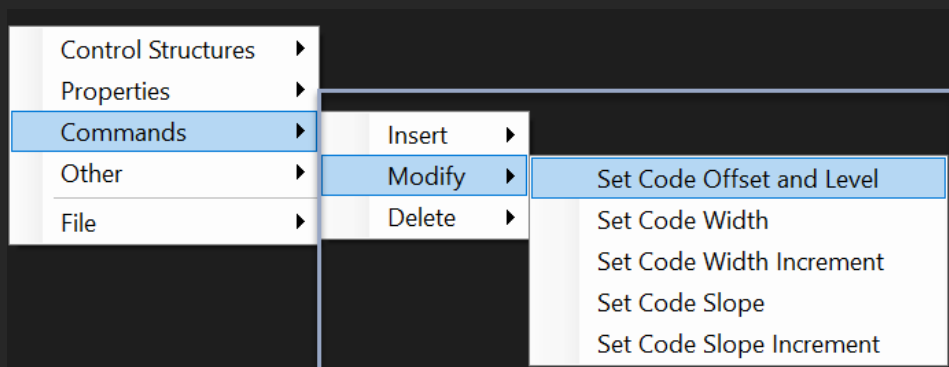 Control Structures
Properties
Commands
Other
File
Insert
Modify
Delete
Set Code Offset and Level
Set Code Width
Set Code Width Increment
Set Code Slope
Set Code Slope Increment